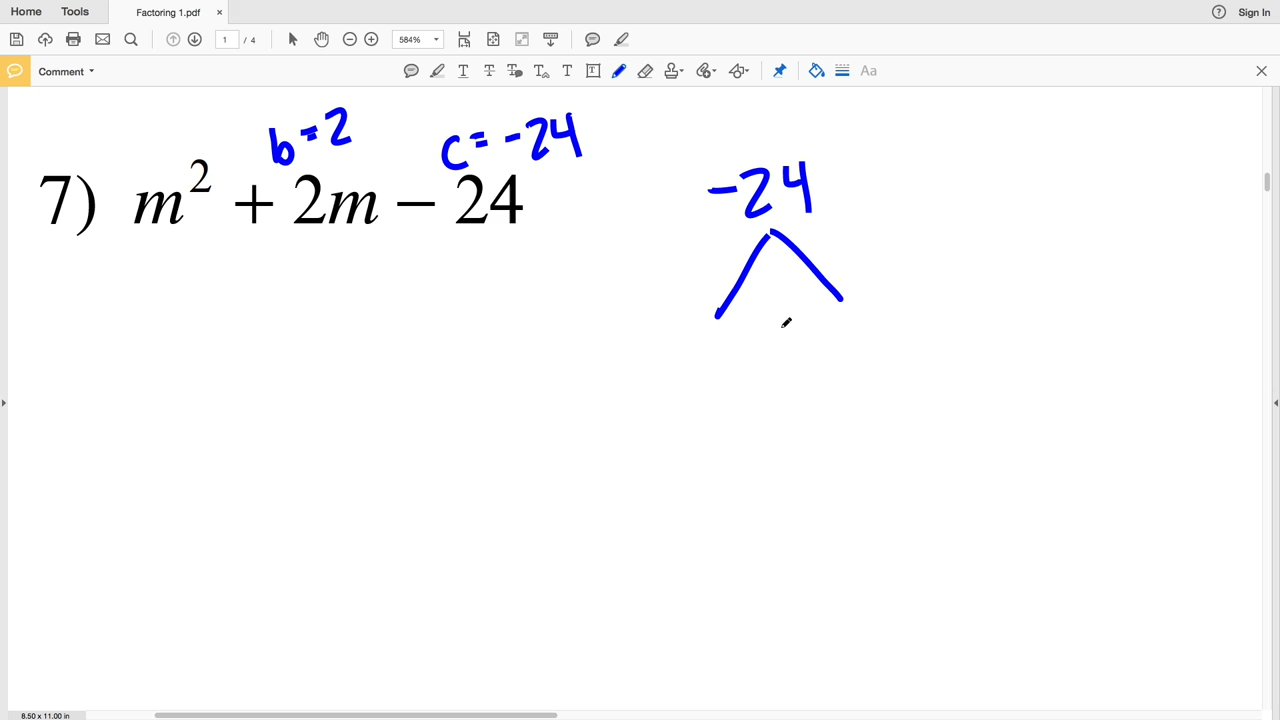 Home Tools Factoring 1.pdf × ? Sign In
1 / 4 584%
Comment T T T T T T Aa
b=2 c= -24
7) m² + 2m − 24
-24
8.50 x 11.00 in